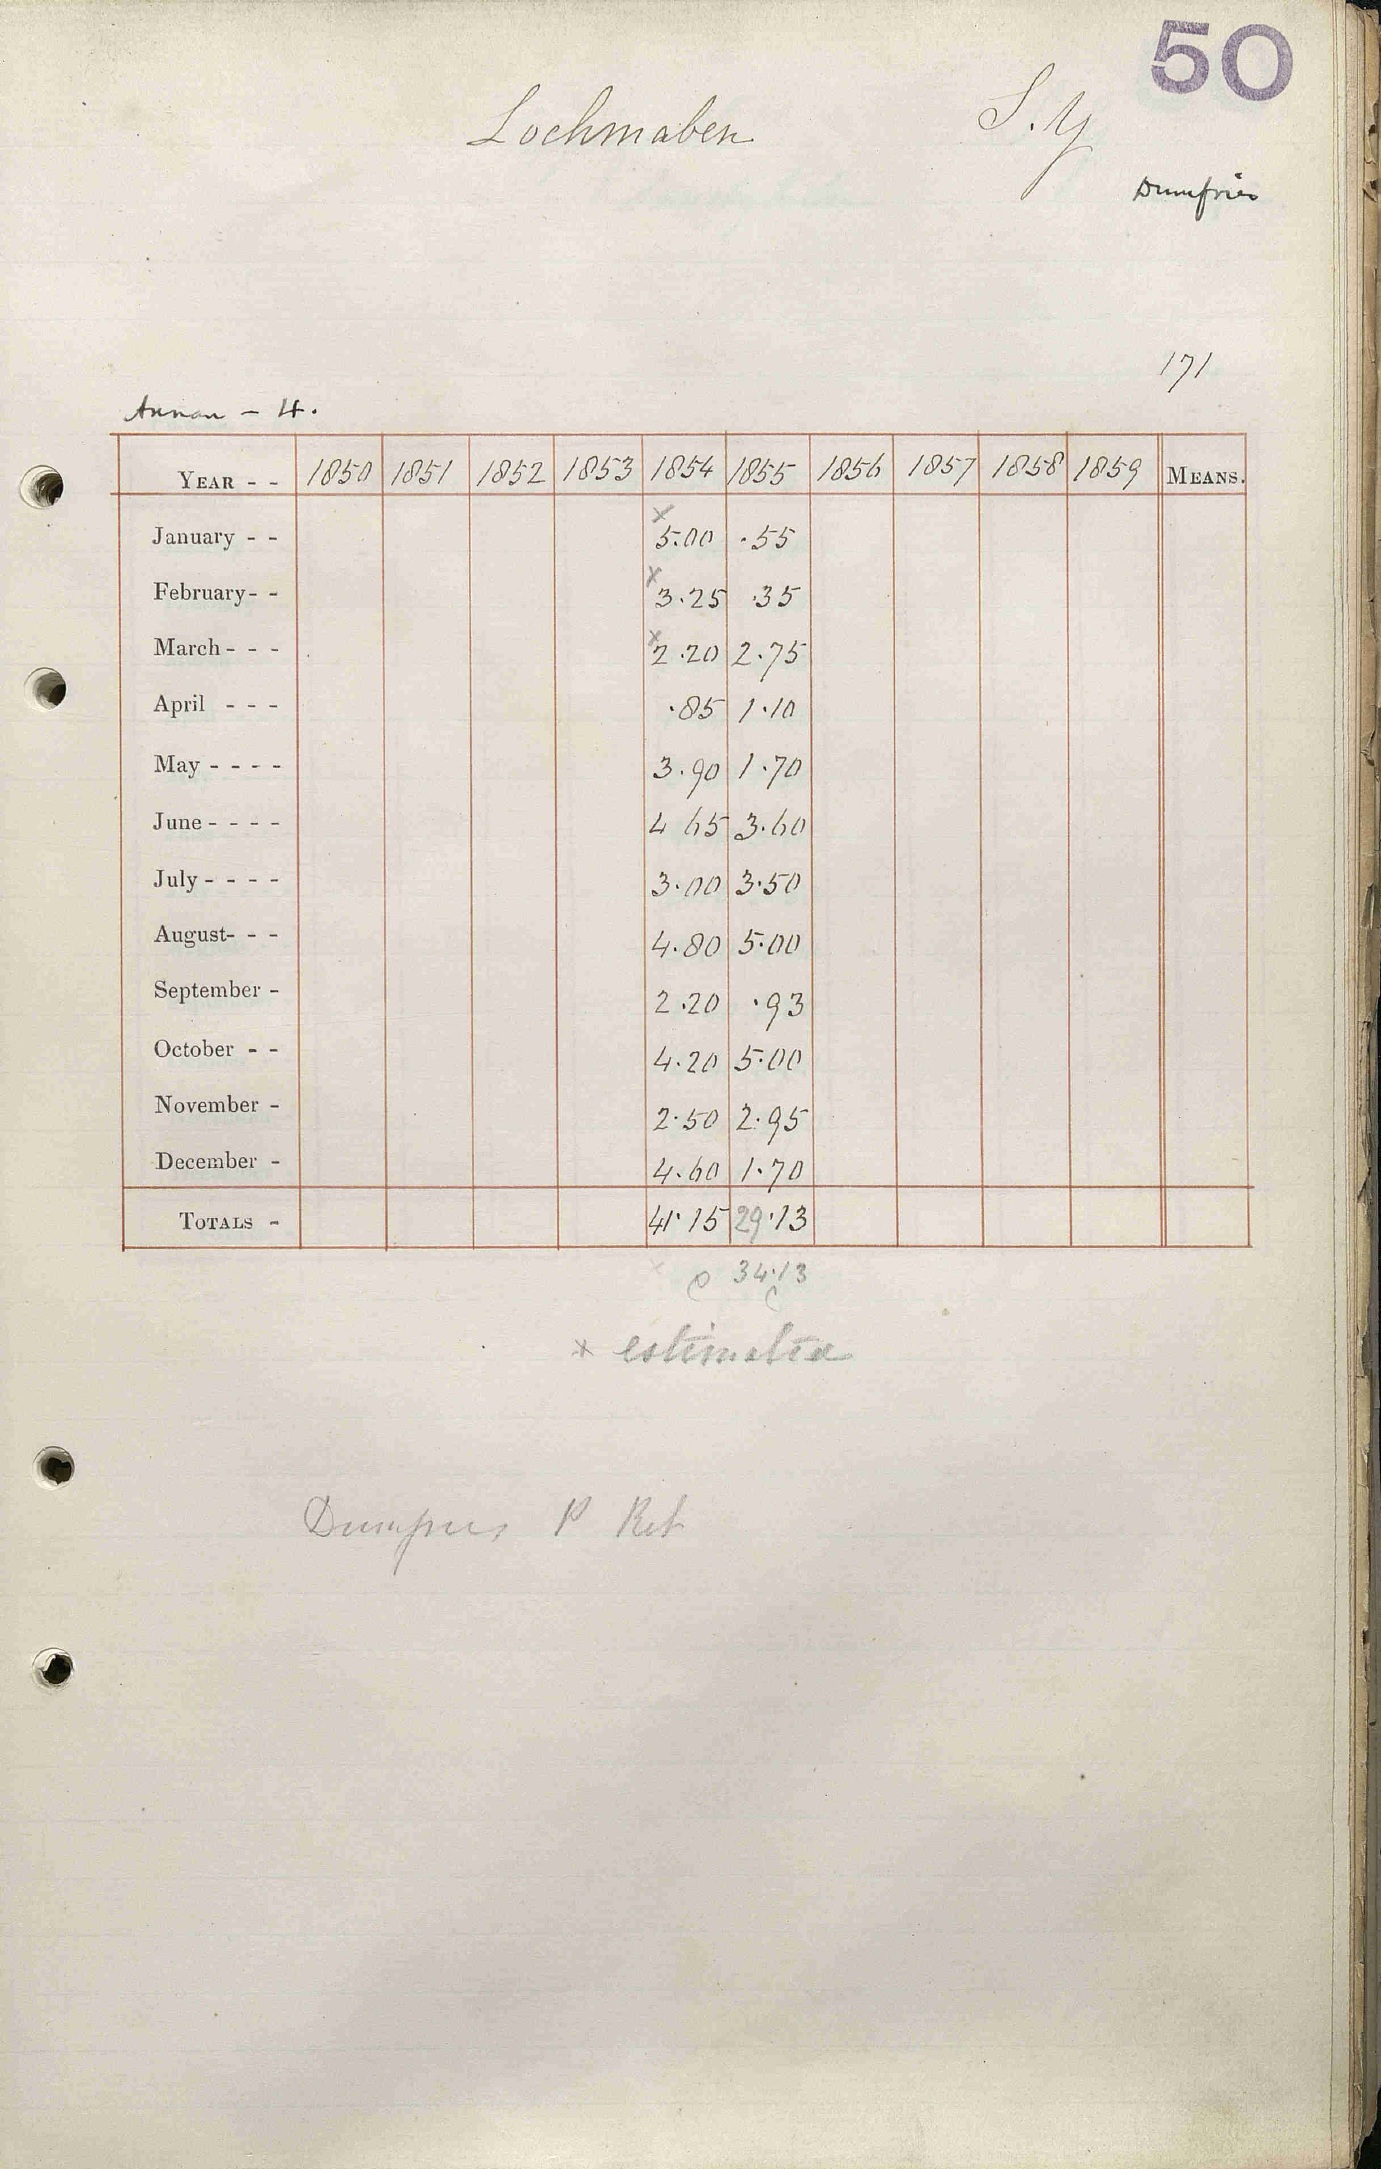 50
Lochmaben S.Y
Dumfries
171
Annan - 4.
YEAR - - 1850 1851 1852 1853 1854 1855 1856 1857 1858 1859 MEANS.
January - - x 5.00 .55
February - - x 3.25 .35
March - - - x 2.20 2.75
April - - - .85 1.10
May - - - - 3.90 1.70
June - - - - 4 65 3.60
July - - - - 3.00 3.50
August - - - 4.80 5.00
September - 2.20 .93
October - - 4.20 5.00
November - 2.50 2.95
December - 4.60 1.70
TOTALS - 41.15 29.13
C 34.13
C
x estimated
Dumfries P Ret